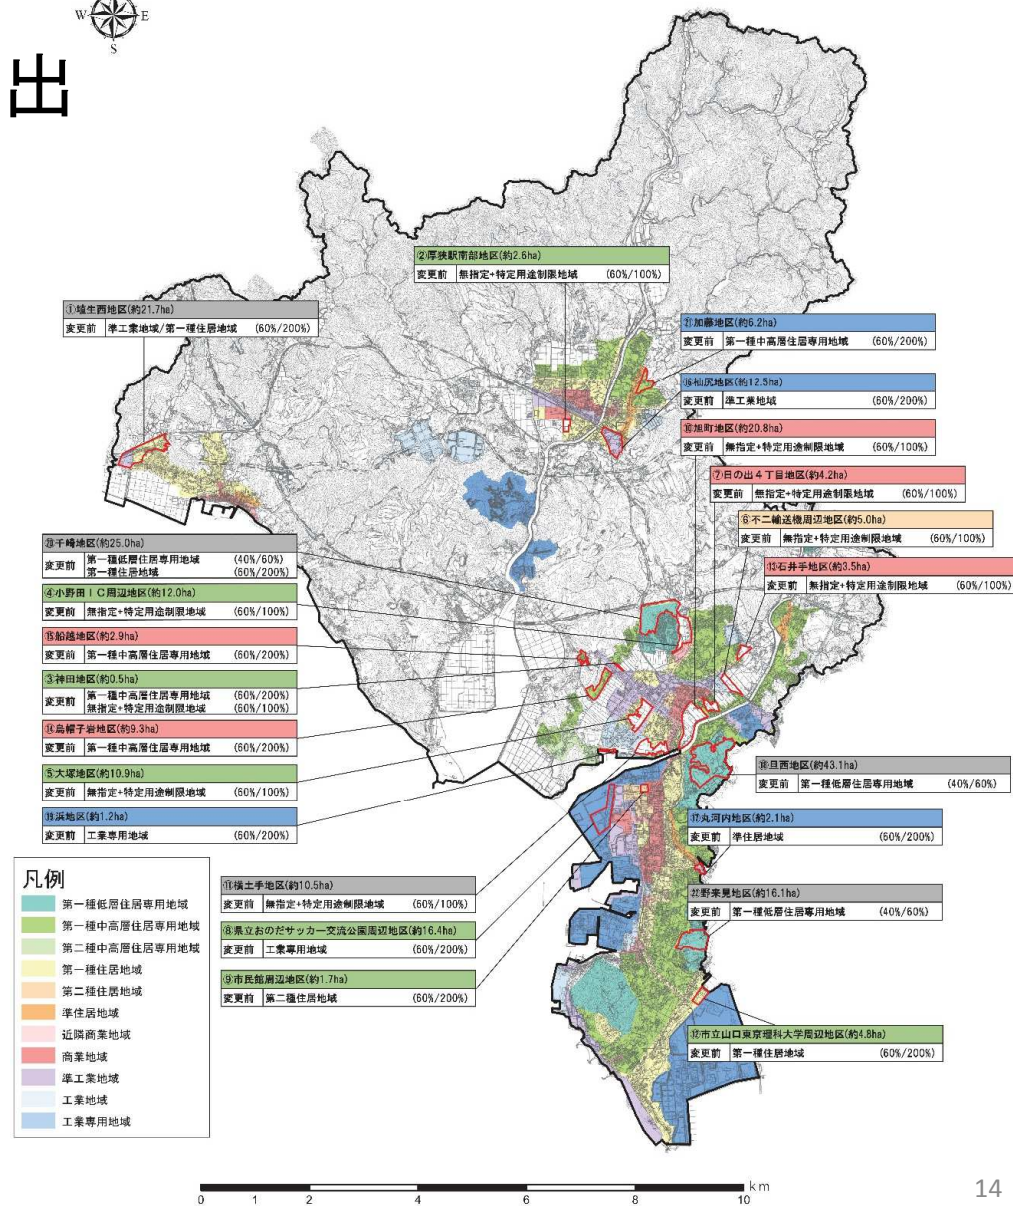 N
W E
S
出
②厚狭駅南部地区(約2.6ha)
変更前 無指定+特定用途制限地域 (60%/100%)
①埴生西地区(約21.7ha)
変更前 準工業地域/第一種住居地域 (60%/200%)
㉑加藤地区(約6.2ha)
変更前 第一種中高層住居専用地域 (60%/200%)
⑯杣尻地区(約12.5ha)
変更前 準工業地域 (60%/200%)
⑩旭町地区(約20.8ha)
変更前 無指定+特定用途制限地域 (60%/100%)
⑦日の出4丁目地区(約4.2ha)
変更前 無指定+特定用途制限地域 (60%/100%)
⑥不二輸送機周辺地区(約5.0ha)
変更前 無指定+特定用途制限地域 (60%/100%)
⑬石井手地区(約3.5ha)
変更前 無指定+特定用途制限地域 (60%/100%)
⑳千崎地区(約25.0ha)
変更前 第一種低層住居専用地域 (40%/60%)
第一種住居地域 (60%/200%)
④小野田IC周辺地区(約12.0ha)
変更前 無指定+特定用途制限地域 (60%/100%)
⑮船越地区(約2.9ha)
変更前 第一種中高層住居専用地域 (60%/200%)
③神田地区(約0.5ha)
変更前 第一種中高層住居専用地域 (60%/200%)
無指定+特定用途制限地域 (60%/100%)
⑭烏帽子岩地区(約9.3ha)
変更前 第一種中高層住居専用地域 (60%/200%)
⑤大塚地区(約10.9ha)
変更前 無指定+特定用途制限地域 (60%/100%)
⑲浜地区(約1.2ha)
変更前 工業専用地域 (60%/200%)
⑱旦西地区(約43.1ha)
変更前 第一種低層住居専用地域 (40%/60%)
⑰丸河内地区(約2.1ha)
変更前 準住居地域 (60%/200%)
⑪横土手地区(約10.5ha)
変更前 無指定+特定用途制限地域 (60%/100%)
㉒野来見地区(約16.1ha)
変更前 第一種低層住居専用地域 (40%/60%)
⑧県立おのだサッカー交流公園周辺地区(約16.4ha)
変更前 工業専用地域 (60%/200%)
⑨市民館周辺地区(約1.7ha)
変更前 第二種住居地域 (60%/200%)
⑫市立山口東京理科大学周辺地区(約4.8ha)
変更前 第一種住居地域 (60%/200%)
凡例
第一種低層住居専用地域
第一種中高層住居専用地域
第二種中高層住居専用地域
第一種住居地域
第二種住居地域
準住居地域
近隣商業地域
商業地域
準工業地域
工業地域
工業専用地域
0 1 2 4 6 8 10 km
14